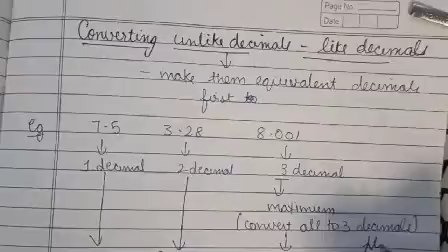 Page No.
Date
Converting unlike decimals - like decimals
- make them equivalent decimals
first
eg 7.5 3.28 8.001
1 decimal 2 decimal 3 decimal
maximum
(convert all to 3 decimals)